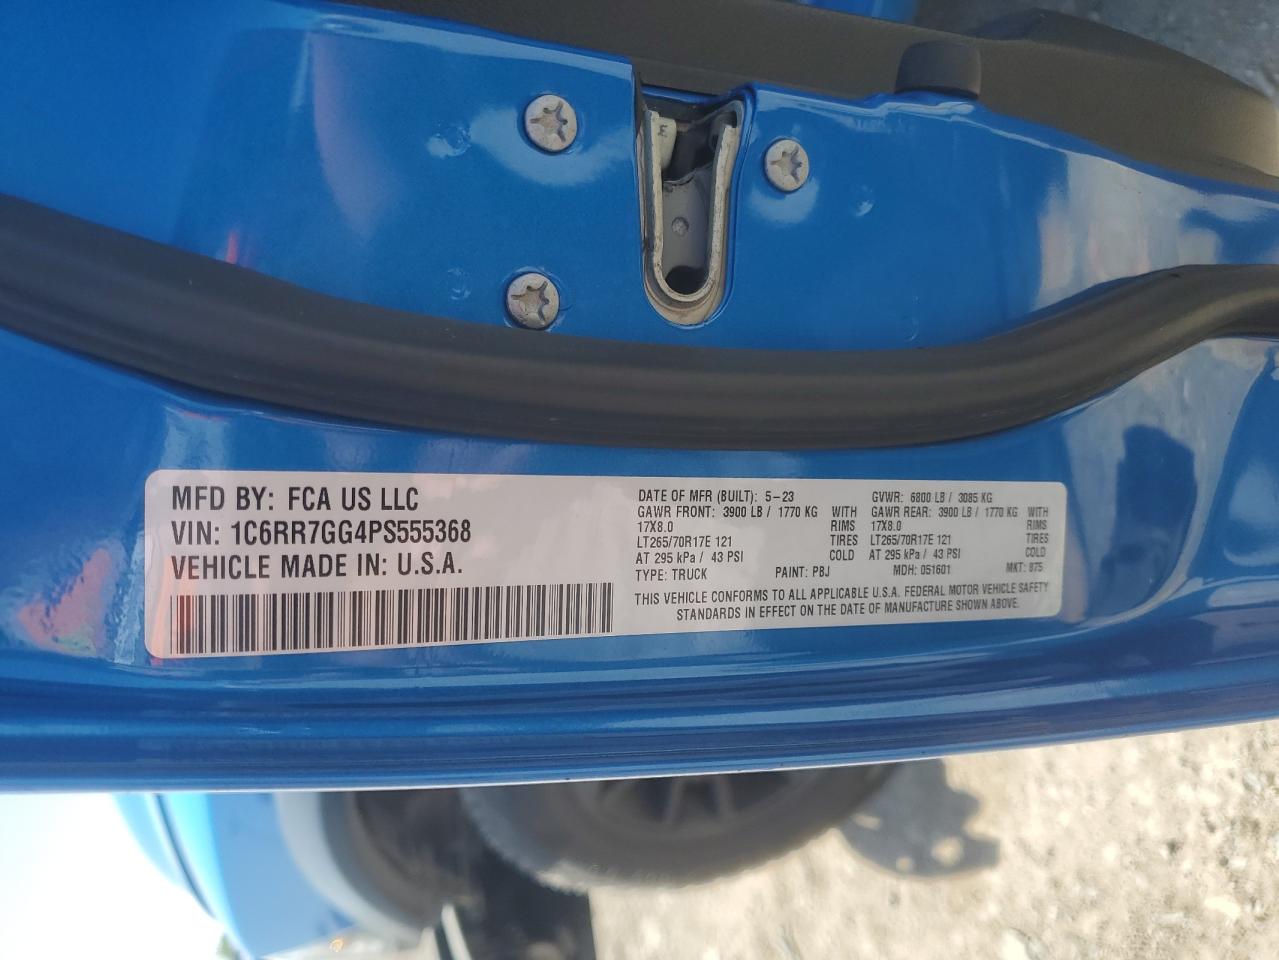 MFD BY: FCA US LLC
VIN: 1C6RR7GG4PS555368
VEHICLE MADE IN: U.S.A.
DATE OF MFR (BUILT): 5-23 GVWR: 6800 LB / 3085 KG
GAWR FRONT: 3900 LB / 1770 KG WITH GAWR REAR: 3900 LB / 1770 KG WITH
17X8.0 RIMS 17X8.0 RIMS
LT265/70R17E 121 TIRES LT265/70R17E 121 TIRES
AT 295 kPa / 43 PSI COLD AT 295 kPa / 43 PSI COLD
TYPE: TRUCK PAINT: PBJ MDH: 051601 MKT: 875
THIS VEHICLE CONFORMS TO ALL APPLICABLE U.S.A. FEDERAL MOTOR VEHICLE SAFETY
STANDARDS IN EFFECT ON THE DATE OF MANUFACTURE SHOWN ABOVE.